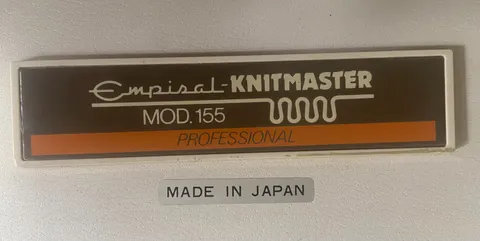 Empisal-KNITMASTER
MOD. 155
PROFESSIONAL
MADE IN JAPAN